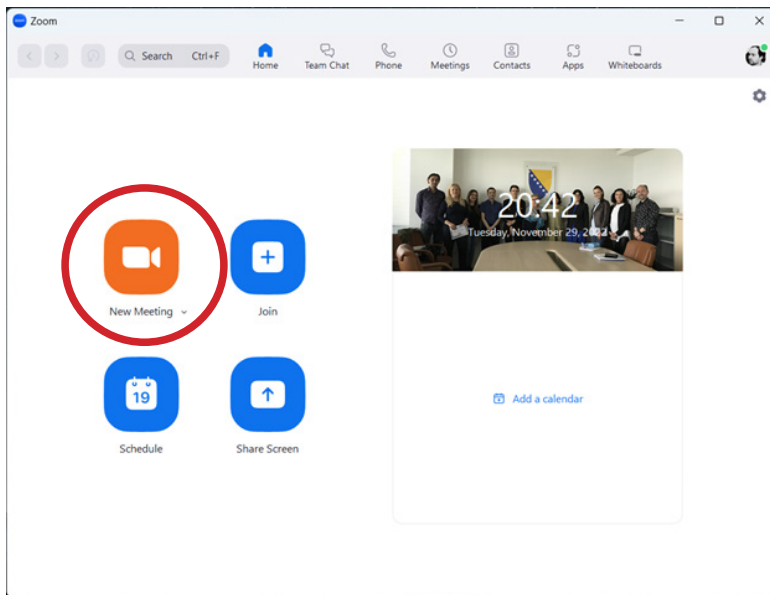 Zoom
Search Ctrl+F
Home
Team Chat
Phone
Meetings
Contacts
Apps
Whiteboards
20:42
Tuesday, November 29, 2022
New Meeting
Join
19
Schedule
Share Screen
Add a calendar